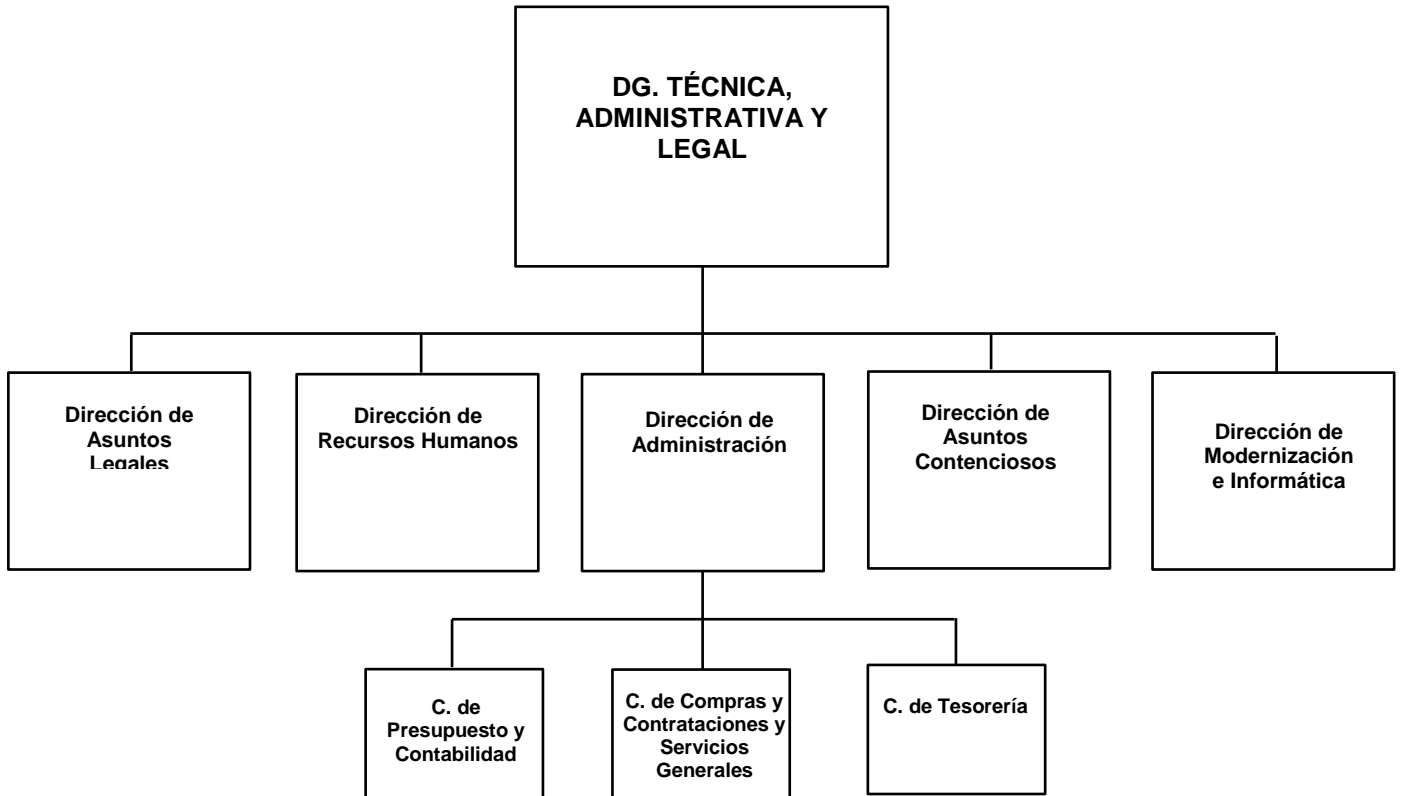 DG. TÉCNICA,
ADMINISTRATIVA Y
LEGAL
Dirección de
Asuntos
Legales
Dirección de
Recursos Humanos
Dirección de
Administración
Dirección de
Asuntos
Contenciosos
Dirección de
Modernización
e Informática
C. de
Presupuesto y
Contabilidad
C. de Compras y
Contrataciones y
Servicios
Generales
C. de Tesorería